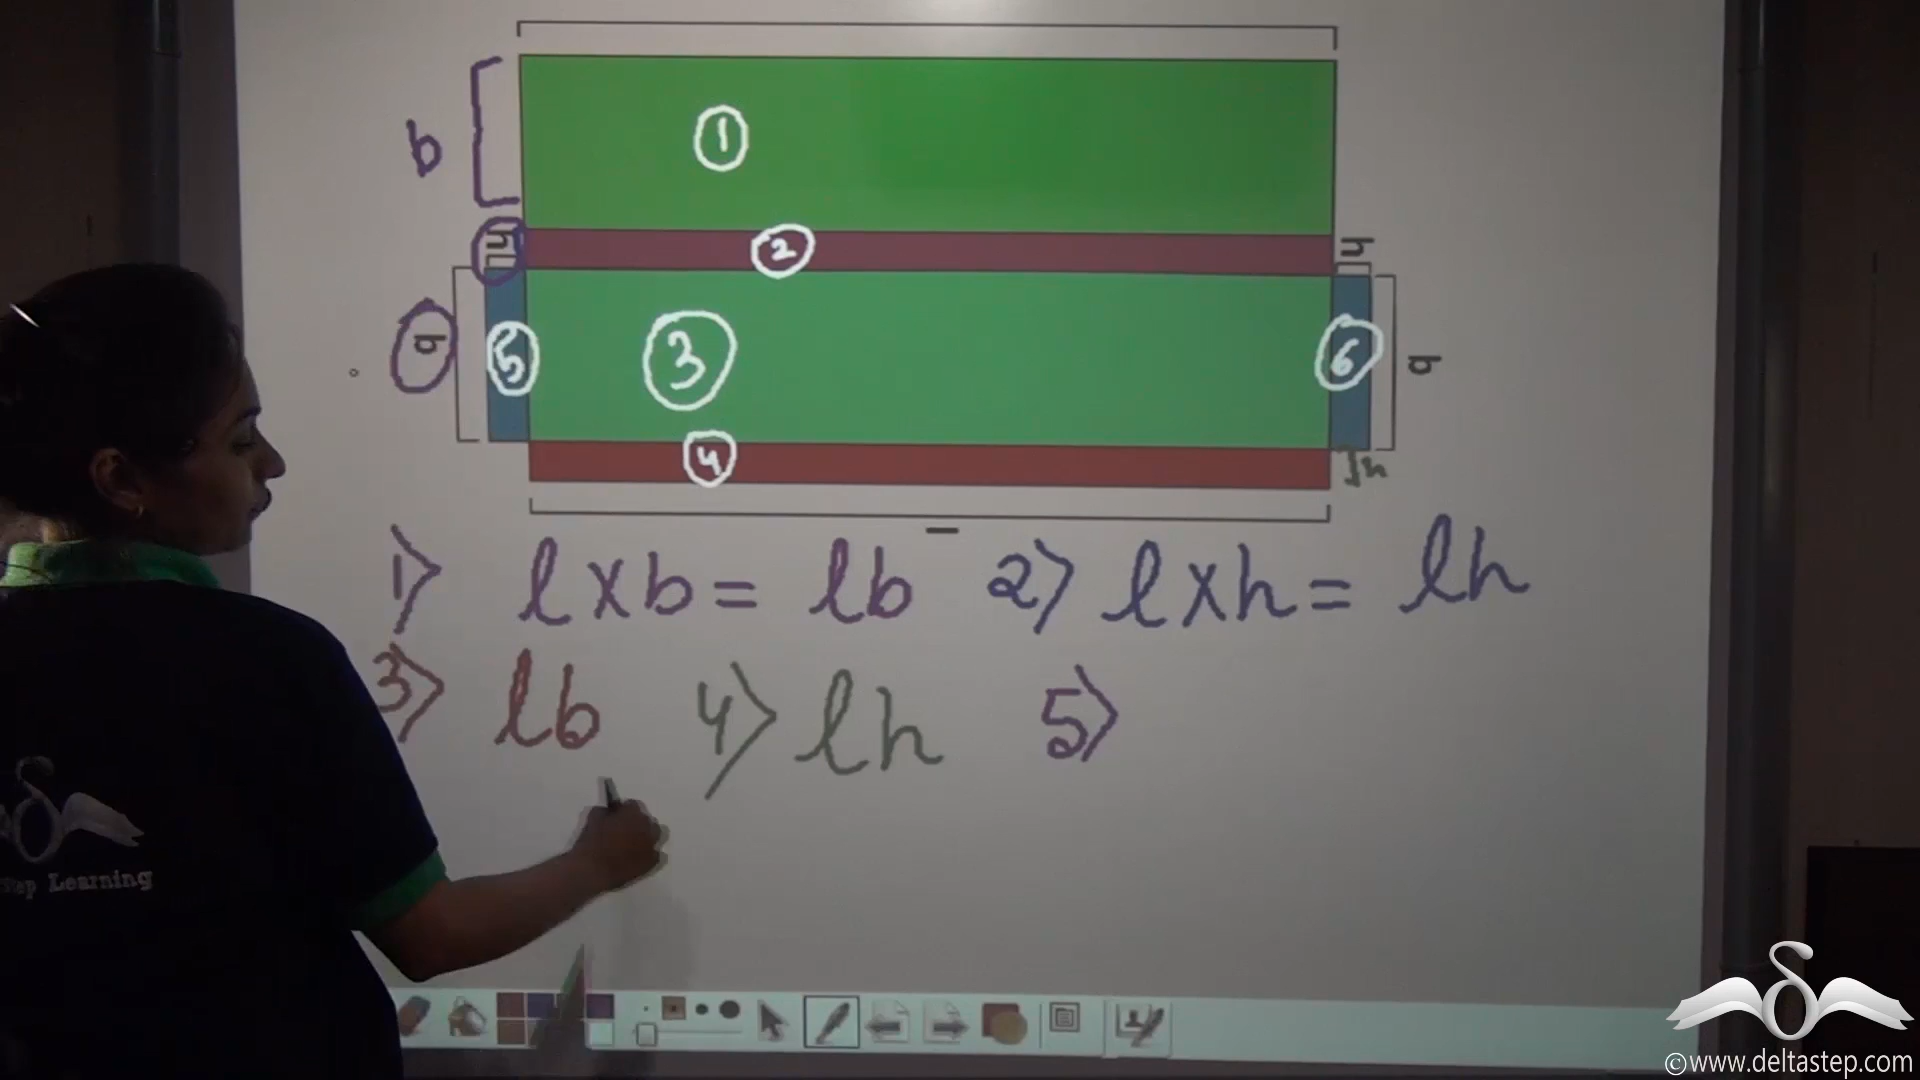 b
1
h
2
h
b
5
3
6
b
4
h
l
1) l x b = lb 2) l x h = lh
3) lb 4) lh 5)
Step Learning
©www.deltastep.com